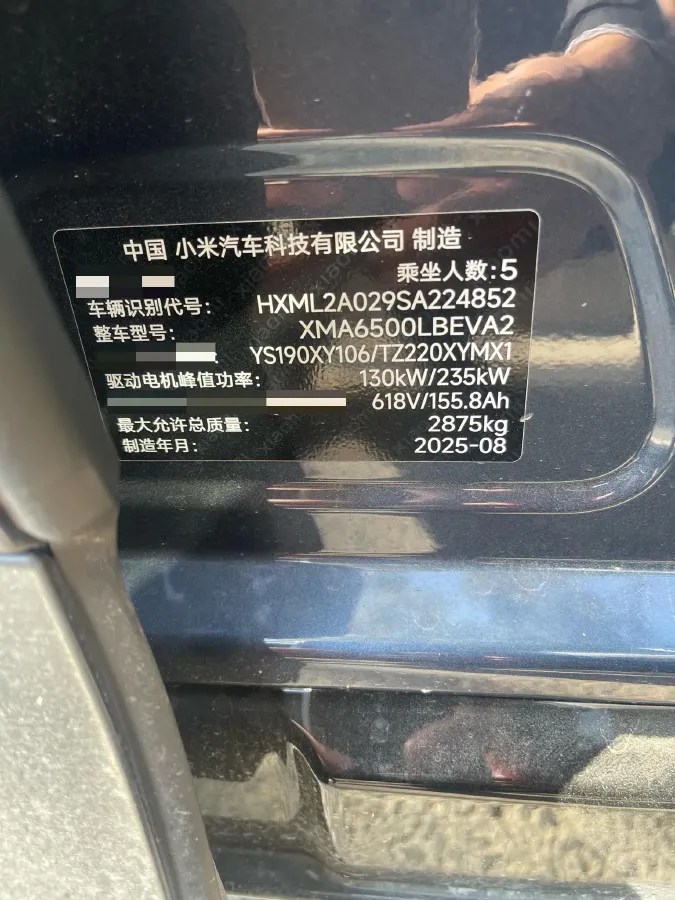 中国 小米汽车科技有限公司 制造
乘坐人数:5
车辆识别代号: HXML2A029SA224852
整车型号: XMA6500LBEVA2
YS190XY106/TZ220XYMX1
驱动电机峰值功率: 130kW/235kW
618V/155.8Ah
最大允许总质量: 2875kg
制造年月: 2025-08